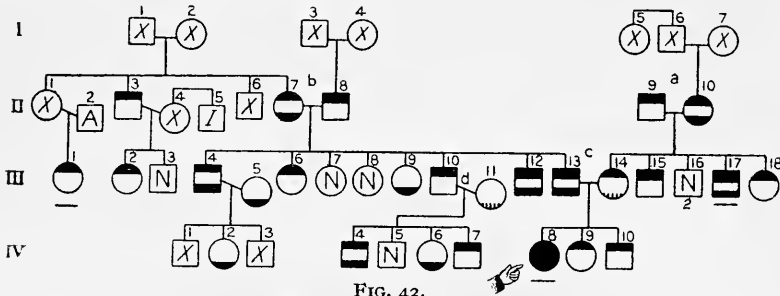 1 2 3 4 5 6 7
I X X X X X X X
1 2 3 4 5 6 7 b 8 9 a 10
II X A X I X
1 2 3 4 5 6 7 8 9 10 11 12 13 c 14 15 16 17 18
III N N N d N
2
1 2 3 4 5 6 7 8 9 10
IV X X N
FIG. 42.